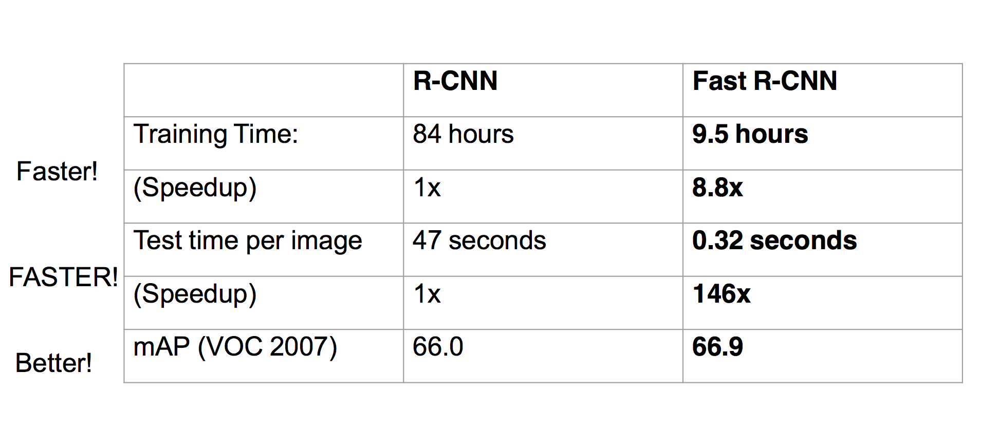 R-CNN Fast R-CNN
Training Time: 84 hours 9.5 hours
Faster!
(Speedup) 1x 8.8x
Test time per image 47 seconds 0.32 seconds
FASTER!
(Speedup) 1x 146x
mAP (VOC 2007) 66.0 66.9
Better!